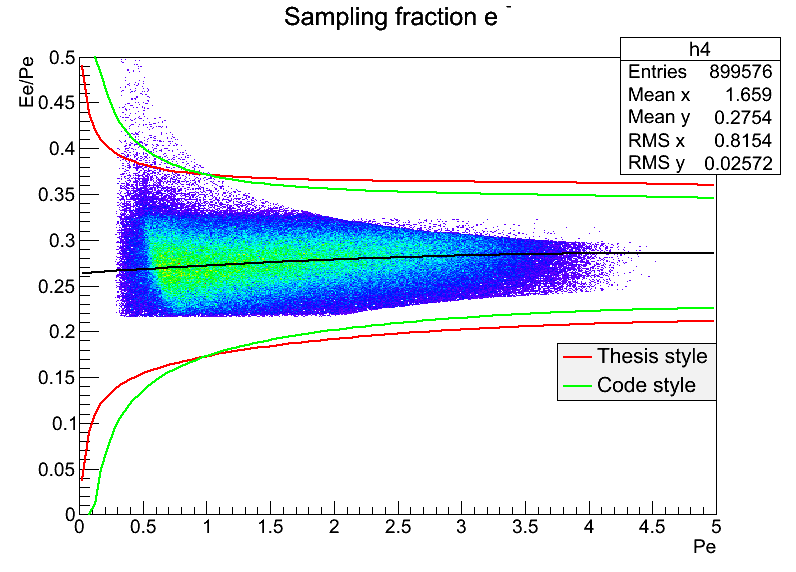 Sampling fraction e -
h4
Entries 899576
Mean x 1.659
Mean y 0.2754
RMS x 0.8154
RMS y 0.02572
Ee/Pe
0.5
0.45
0.4
0.35
0.3
0.25
0.2
0.15
0.1
0.05
0
Thesis style
Code style
0 0.5 1 1.5 2 2.5 3 3.5 4 4.5 5
Pe